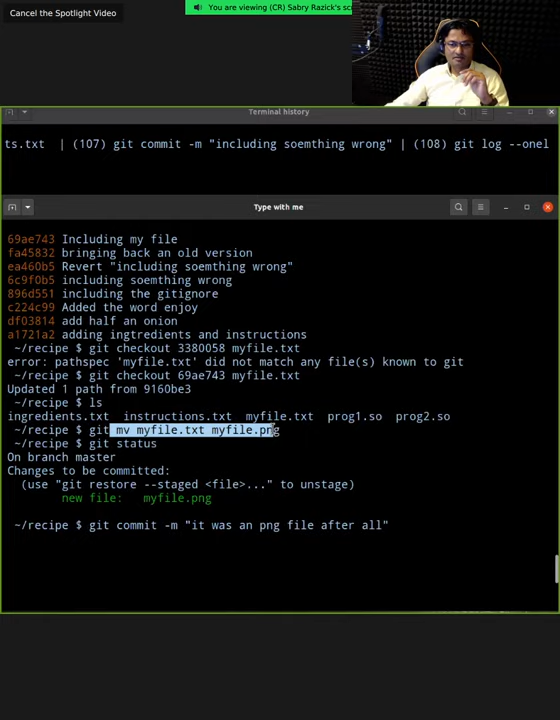 Cancel the Spotlight Video
You are viewing (CR) Sabry Razick's sc
Terminal history
ts.txt | (107) git commit -m "including soemthing wrong" | (108) git log --onel
Type with me
69ae743 Including my file
fa45832 bringing back an old version
ea460b5 Revert "including soemthing wrong"
6c9f0b5 including soemthing wrong
896d551 including the gitignore
c224c99 Added the word enjoy
df03814 add half an onion
a1721a2 adding ingtredients and instructions
~/recipe $ git checkout 3380058 myfile.txt
error: pathspec 'myfile.txt' did not match any file(s) known to git
~/recipe $ git checkout 69ae743 myfile.txt
Updated 1 path from 9160be3
~/recipe $ ls
ingredients.txt instructions.txt myfile.txt prog1.so prog2.so
~/recipe $ git mv myfile.txt myfile.png
~/recipe $ git status
On branch master
Changes to be committed:
(use "git restore --staged <file>..." to unstage)
new file: myfile.png
~/recipe $ git commit -m "it was an png file after all"